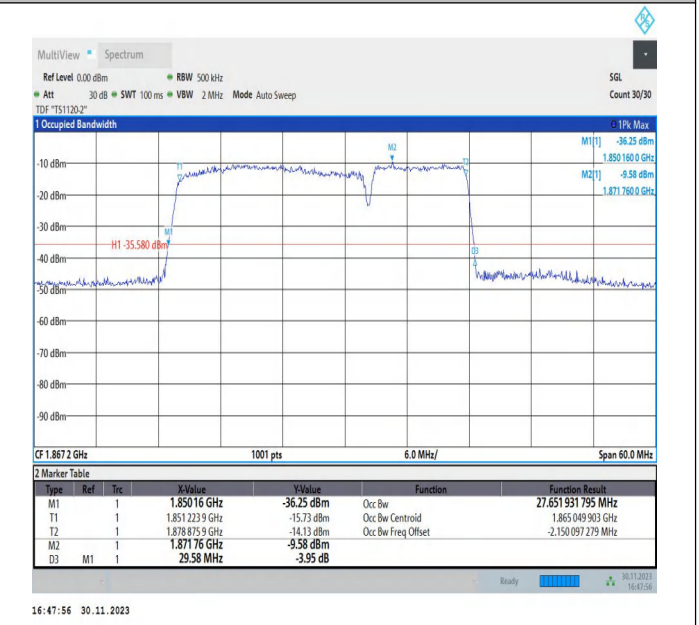 MultiView Spectrum
Ref Level 0.00 dBm RBW 500 kHz SGL
Att 30 dB SWT 100 ms VBW 2 MHz Mode Auto Sweep Count 30/30
TDF "TS1120-2"
1 Occupied Bandwidth 1Pk Max
M1[1] -36.25 dBm
1.850 160 0 GHz
M2[1] -9.58 dBm
1.871 760 0 GHz
M2
T1
T2
-10 dBm
-20 dBm
-30 dBm
M1
H1 -35.580 dBm
D3
-40 dBm
-50 dBm
-60 dBm
-70 dBm
-80 dBm
-90 dBm
CF 1.867 2 GHz 1001 pts 6.0 MHz/ Span 60.0 MHz
2 Marker Table
Type Ref Trc X-Value Y-Value Function Function Result
M1 1 1.850 16 GHz -36.25 dBm Occ Bw 27.651 931 795 MHz
T1 1 1.851 223 9 GHz -15.73 dBm Occ Bw Centroid 1.865 049 903 GHz
T2 1 1.878 875 9 GHz -14.13 dBm Occ Bw Freq Offset -2.150 097 279 MHz
M2 1 1.871 76 GHz -9.58 dBm
D3 M1 1 29.58 MHz -3.95 dB
Ready 30.11.2023
16:47:56
16:47:56 30.11.2023